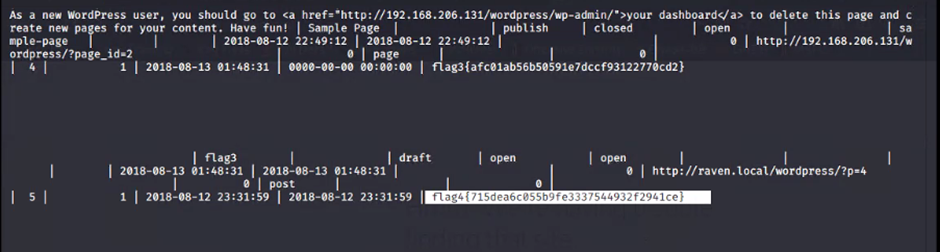 As a new WordPress user, you should go to <a href="http://192.168.206.131/wordpress/wp-admin/">your dashboard</a> to delete this page and c
reate new pages for your content. Have fun! | Sample Page | | publish | closed | open | | sa
mple-page | | | 2018-08-12 22:49:12 | 2018-08-12 22:49:12 | | 0 | http://192.168.206.131/w
ordpress/?page_id=2 | 0 | page | | 0 |
| 4 | 1 | 2018-08-13 01:48:31 | 0000-00-00 00:00:00 | flag3{afc01ab56b50591e7dccf93122770cd2}
| flag3 | | draft | open | open | | |
| | 2018-08-13 01:48:31 | 2018-08-13 01:48:31 | | 0 | http://raven.local/wordpress/?p=4
| 0 | post | | 0 |
| 5 | 1 | 2018-08-12 23:31:59 | 2018-08-12 23:31:59 | flag4{715dea6c055b9fe3337544932f2941ce}